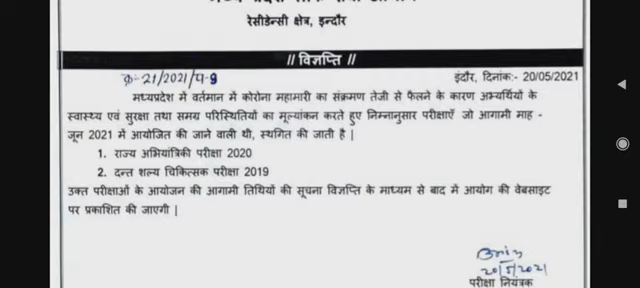 रेसीडेन्सी क्षेत्र, इन्दौर
// विज्ञप्ति //
क्र-21/2021/प-9 इंदौर, दिनांक:- 20/05/2021
मध्यप्रदेश में वर्तमान में कोरोना महामारी का संक्रमण तेजी से फैलने के कारण अभ्यर्थियों के
स्वास्थ्य एवं सुरक्षा तथा समग्र परिस्थितियों का मूल्यांकन करते हुए निम्नानुसार परीक्षाएँ जो आगामी माह -
जून 2021 में आयोजित की जाने वाली थी, स्थगित की जाती है |
1. राज्य अभियांत्रिकी परीक्षा 2020
2. दन्त शल्य चिकित्सक परीक्षा 2019
उक्त परीक्षाओं के आयोजन की आगामी तिथियों की सूचना विज्ञप्ति के माध्यम से बाद में आयोग की वेबसाइट
पर प्रकाशित की जाएगी |
20/5/2021
परीक्षा नियंत्रक